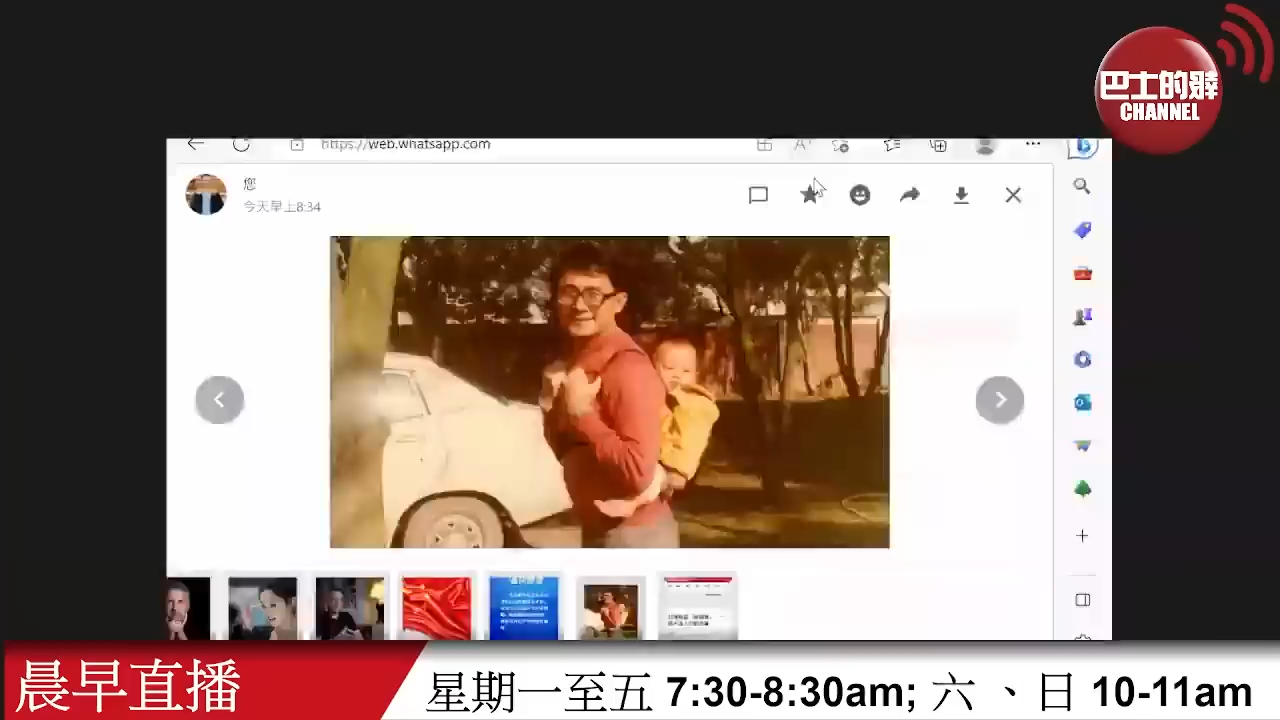 巴士的報
CHANNEL
https://web.whatsapp.com
您
今天早上8:34
晨早直播
星期一至五 7:30-8:30am; 六、日 10-11am